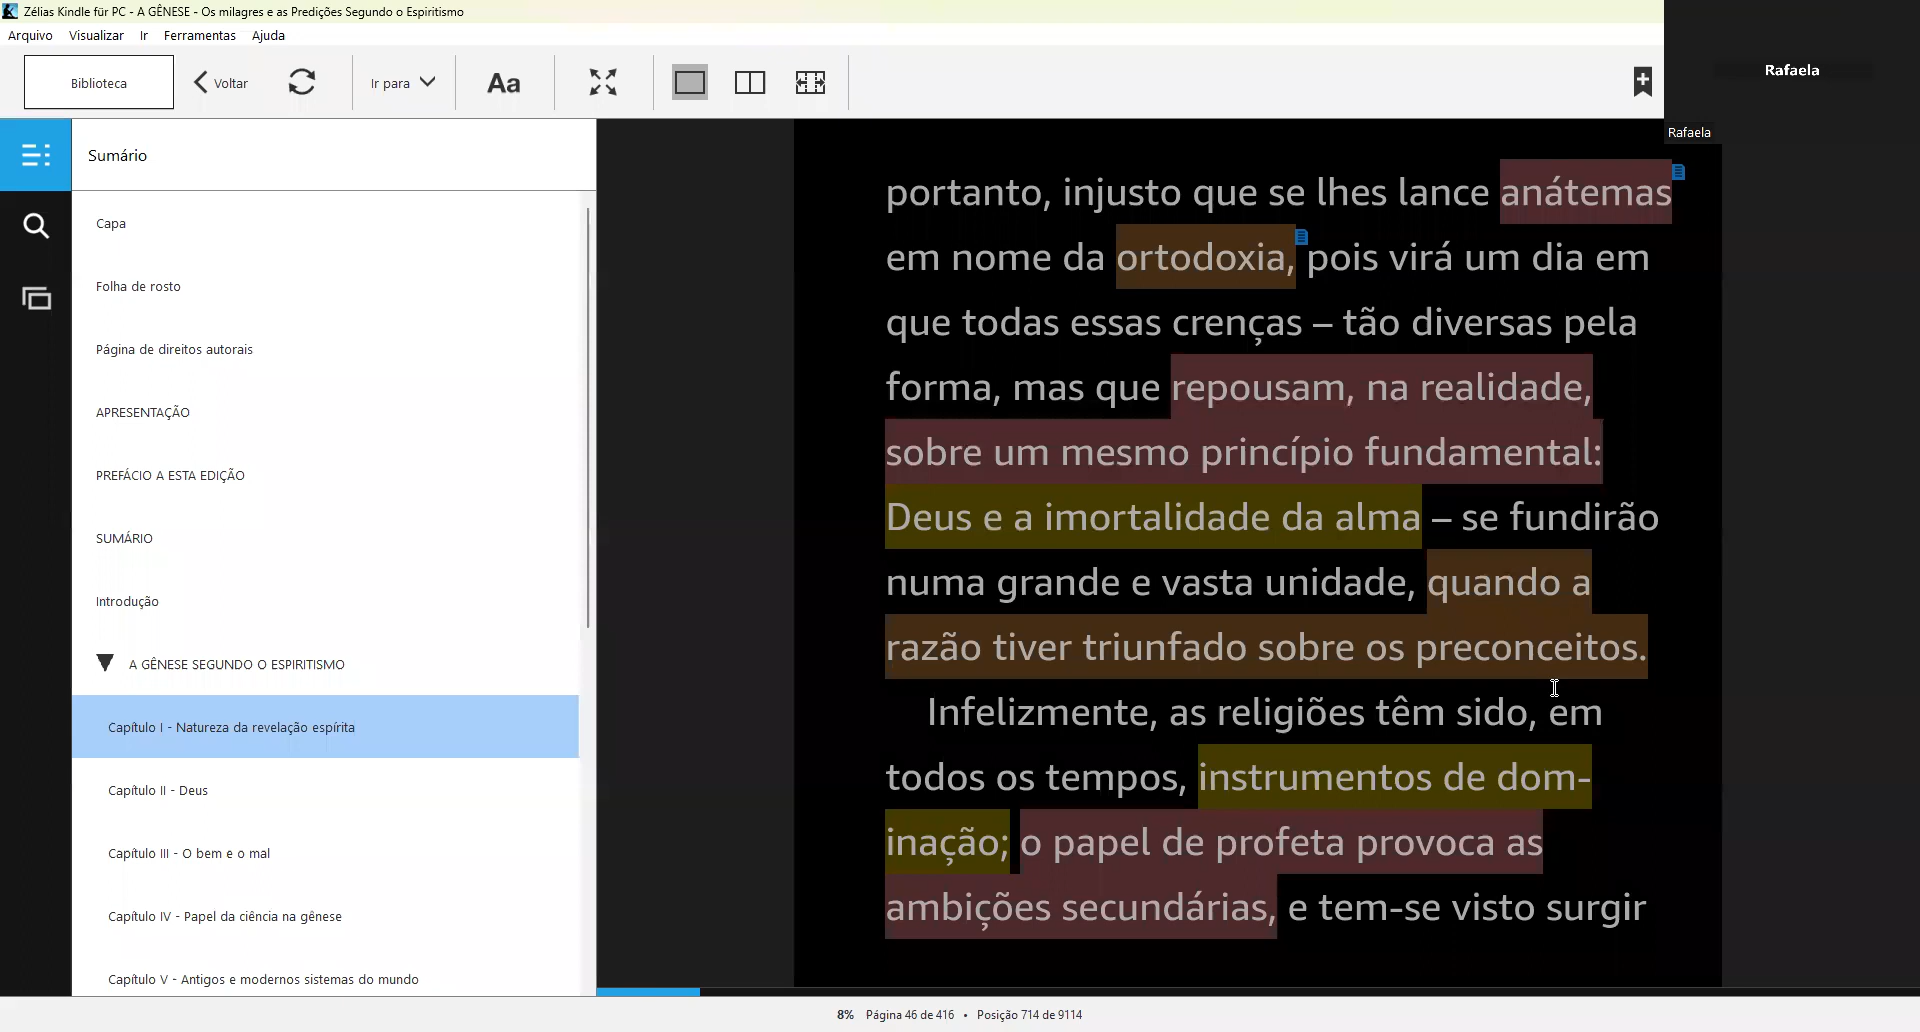 Zélias Kindle für PC - A GÊNESE - Os milagres e as Predições Segundo o Espiritismo
Arquivo Visualizar Ir Ferramentas Ajuda
Biblioteca Voltar Ir para Aa
Rafaela
Rafaela
Sumário
Capa
Folha de rosto
Página de direitos autorais
APRESENTAÇÃO
PREFÁCIO A ESTA EDIÇÃO
SUMÁRIO
Introdução
A GÊNESE SEGUNDO O ESPIRITISMO
Capítulo I - Natureza da revelação espírita
Capítulo II - Deus
Capítulo III - O bem e o mal
Capítulo IV - Papel da ciência na gênese
Capítulo V - Antigos e modernos sistemas do mundo
portanto, injusto que se lhes lance anátemas
em nome da ortodoxia, pois virá um dia em
que todas essas crenças – tão diversas pela
forma, mas que repousam, na realidade,
sobre um mesmo princípio fundamental:
Deus e a imortalidade da alma – se fundirão
numa grande e vasta unidade, quando a
razão tiver triunfado sobre os preconceitos.
Infelizmente, as religiões têm sido, em
todos os tempos, instrumentos de dom-
inação; o papel de profeta provoca as
ambições secundárias, e tem-se visto surgir
8% Página 46 de 416 • Posição 714 de 9114